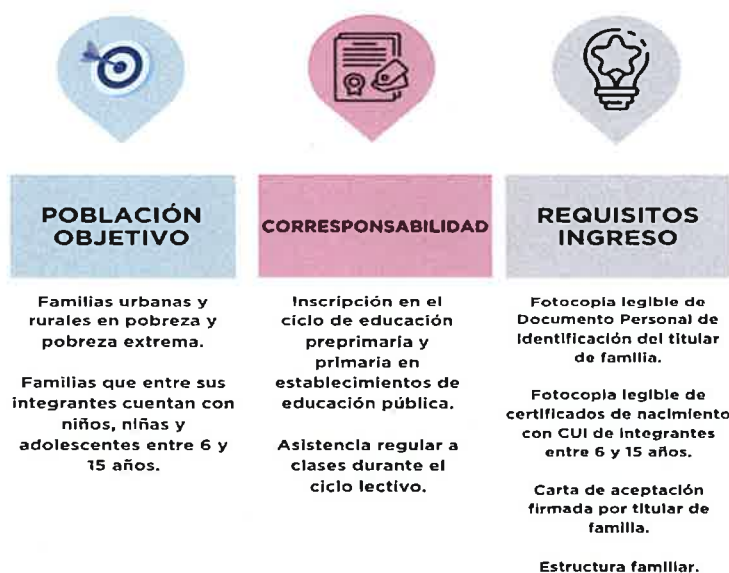 POBLACIÓN
OBJETIVO
Familias urbanas y
rurales en pobreza y
pobreza extrema.
Familias que entre sus
integrantes cuentan con
niños, niñas y
adolescentes entre 6 y
15 años.
CORRESPONSABILIDAD
Inscripción en el
ciclo de educación
preprimaria y
primaria en
establecimientos de
educación pública.
Asistencia regular a
clases durante el
ciclo lectivo.
REQUISITOS
INGRESO
Fotocopia legible de
Documento Personal de
Identificación del titular
de familia.
Fotocopia legible de
certificados de nacimiento
con CUI de integrantes
entre 6 y 15 años.
Carta de aceptación
firmada por titular de
familia.
Estructura familiar.